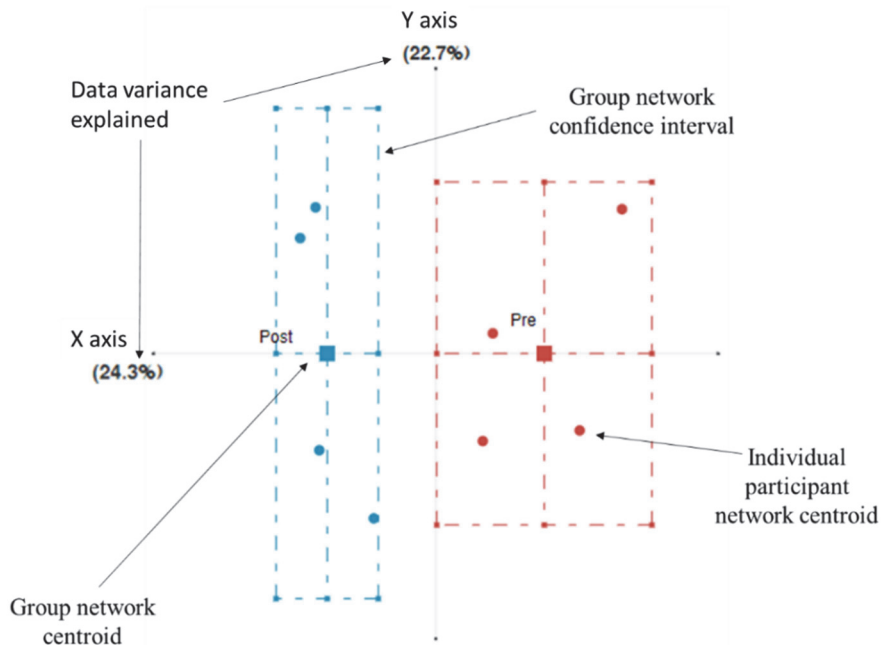 Y axis
(22.7%)
Data variance
explained
Group network
confidence interval
Pre
Post
X axis
(24.3%)
Individual
participant
network centroid
Group network
centroid